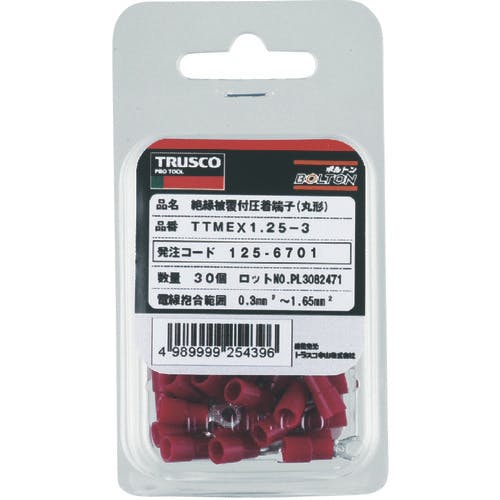 TRUSCO
PRO TOOL
ボルトン
BOLTON
品名 絶縁被覆付圧着端子(丸形)
品番 TTMEX1.25-3
発注コード 125-6701
数量 30個 ロットNO.PL3082471
電線抱合範囲 0.3mm²~1.65mm²
4 989999 254396
トラスコ中山株式会社